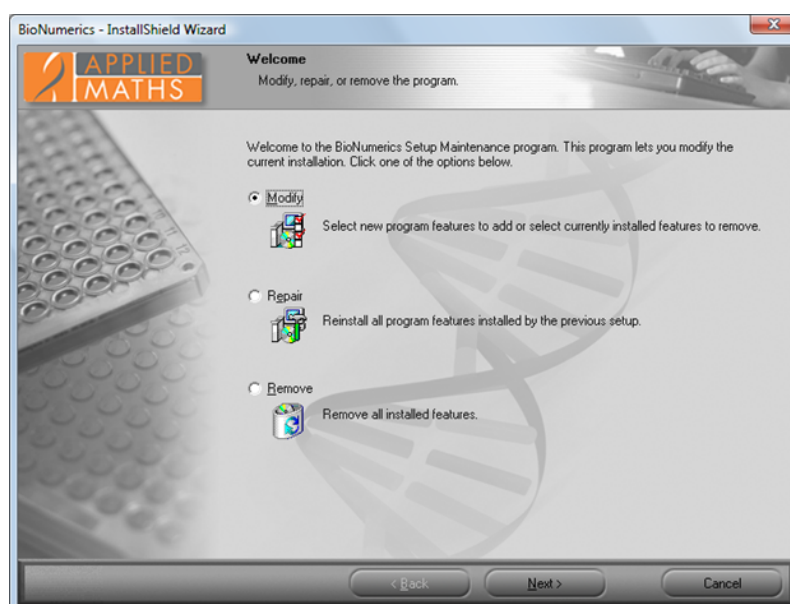 BioNumerics - InstallShield Wizard
APPLIED
MATHS
Welcome
Modify, repair, or remove the program.
Welcome to the BioNumerics Setup Maintenance program. This program lets you modify the
current installation. Click one of the options below.
Modify
Select new program features to add or select currently installed features to remove.
Repair
Reinstall all program features installed by the previous setup.
Remove
Remove all installed features.
< Back
Next >
Cancel